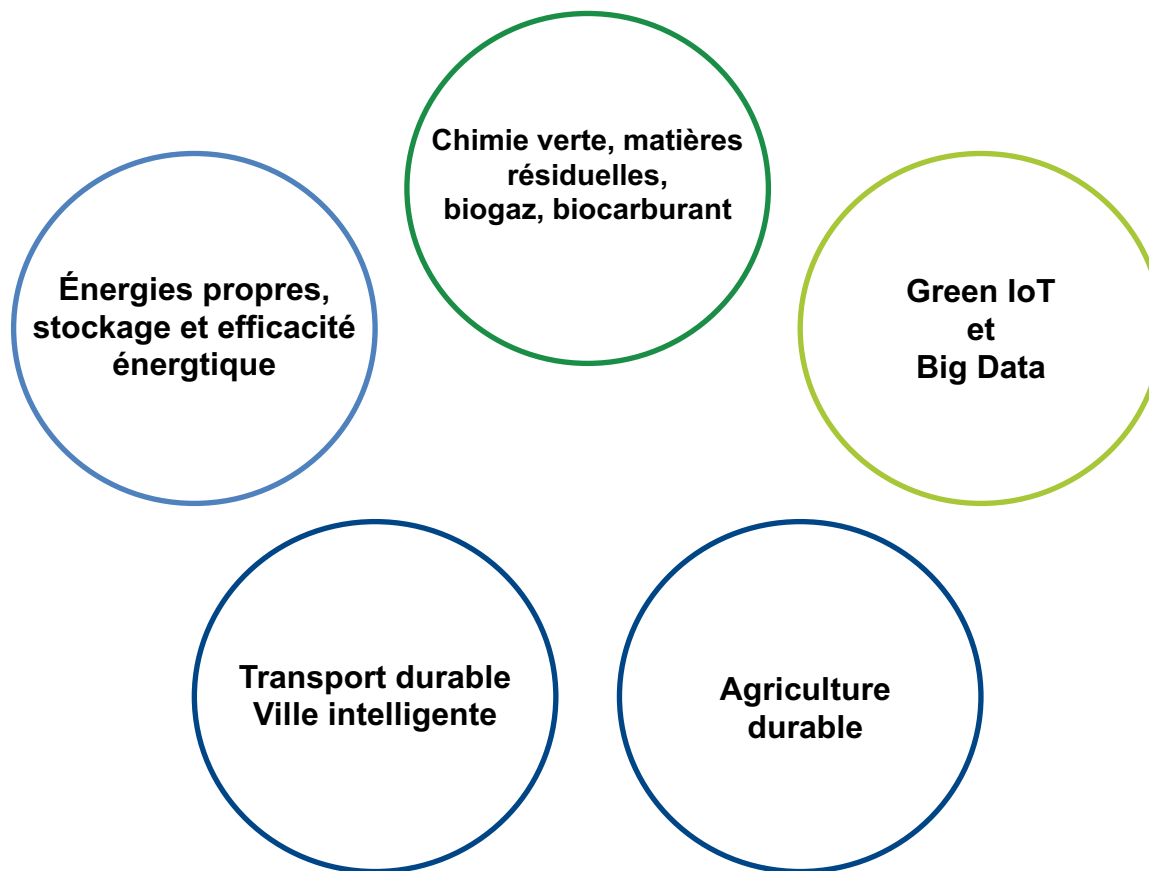 Chimie verte, matières
résiduelles,
biogaz, biocarburant
Énergies propres,
stockage et efficacité
énergtique
Green IoT
et
Big Data
Transport durable
Ville intelligente
Agriculture
durable